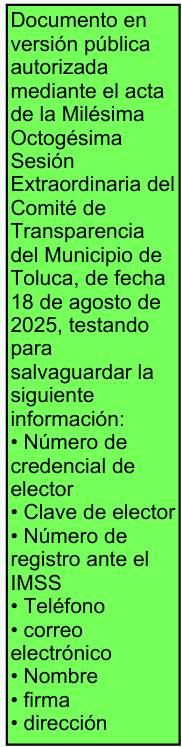 Documento en
versión pública
autorizada
mediante el acta
de la Milésima
Octogésima
Sesión
Extraordinaria del
Comité de
Transparencia
del Municipio de
Toluca, de fecha
18 de agosto de
2025, testando
para
salvaguardar la
siguiente
información:
• Número de
credencial de
elector
• Clave de elector
• Número de
registro ante el
IMSS
• Teléfono
• correo
electrónico
• Nombre
• firma
• dirección